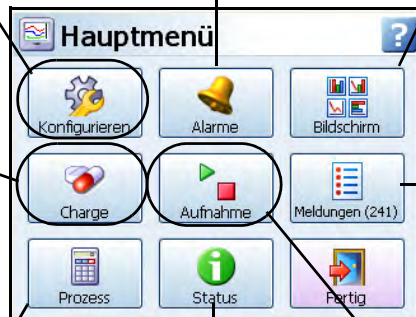 Hauptmenü ?
Konfigurieren Alarme Bildschirm
Charge Aufnahme Meldungen (241)
Prozess Status Fertig